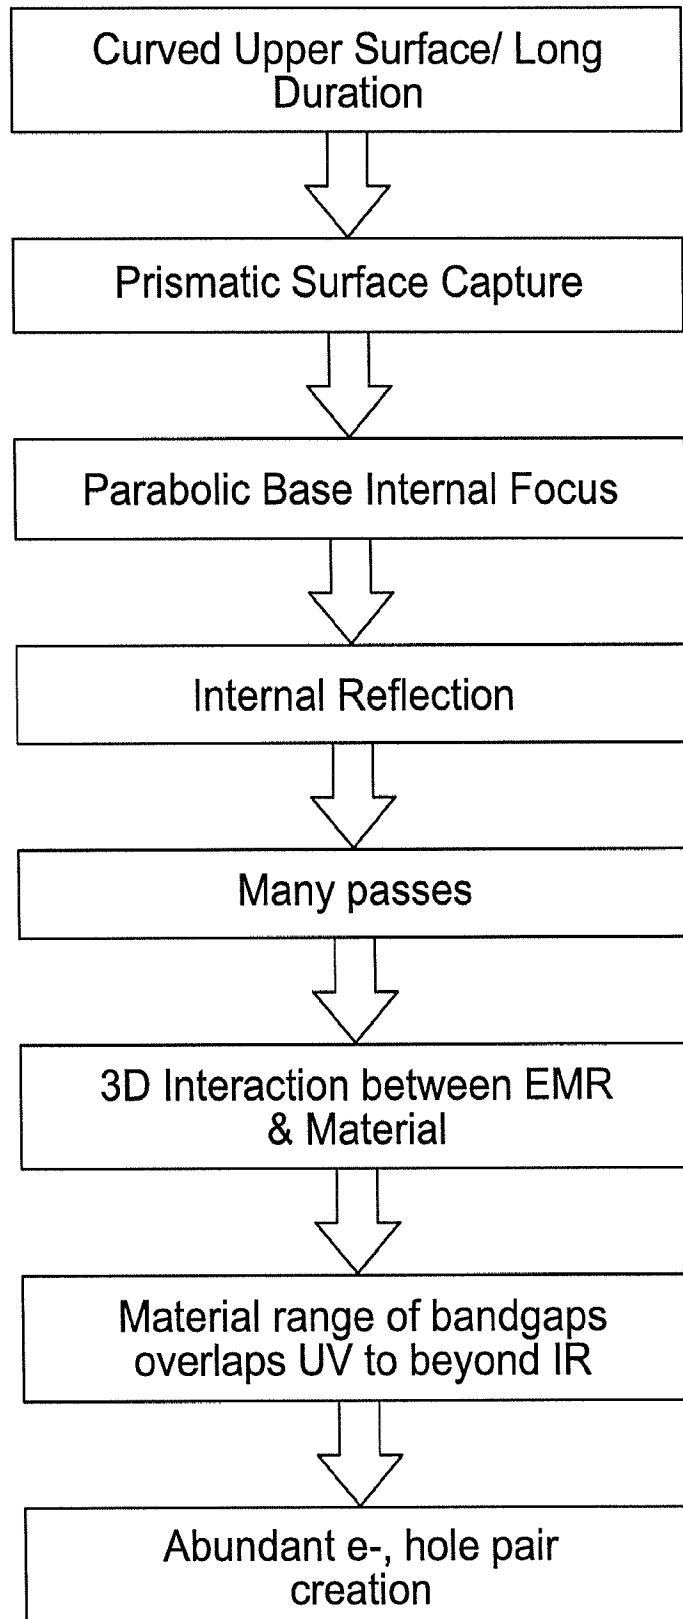 Curved Upper Surface/ Long
Duration
Prismatic Surface Capture
Parabolic Base Internal Focus
Internal Reflection
Many passes
3D Interaction between EMR
& Material
Material range of bandgaps
overlaps UV to beyond IR
Abundant e-, hole pair
creation